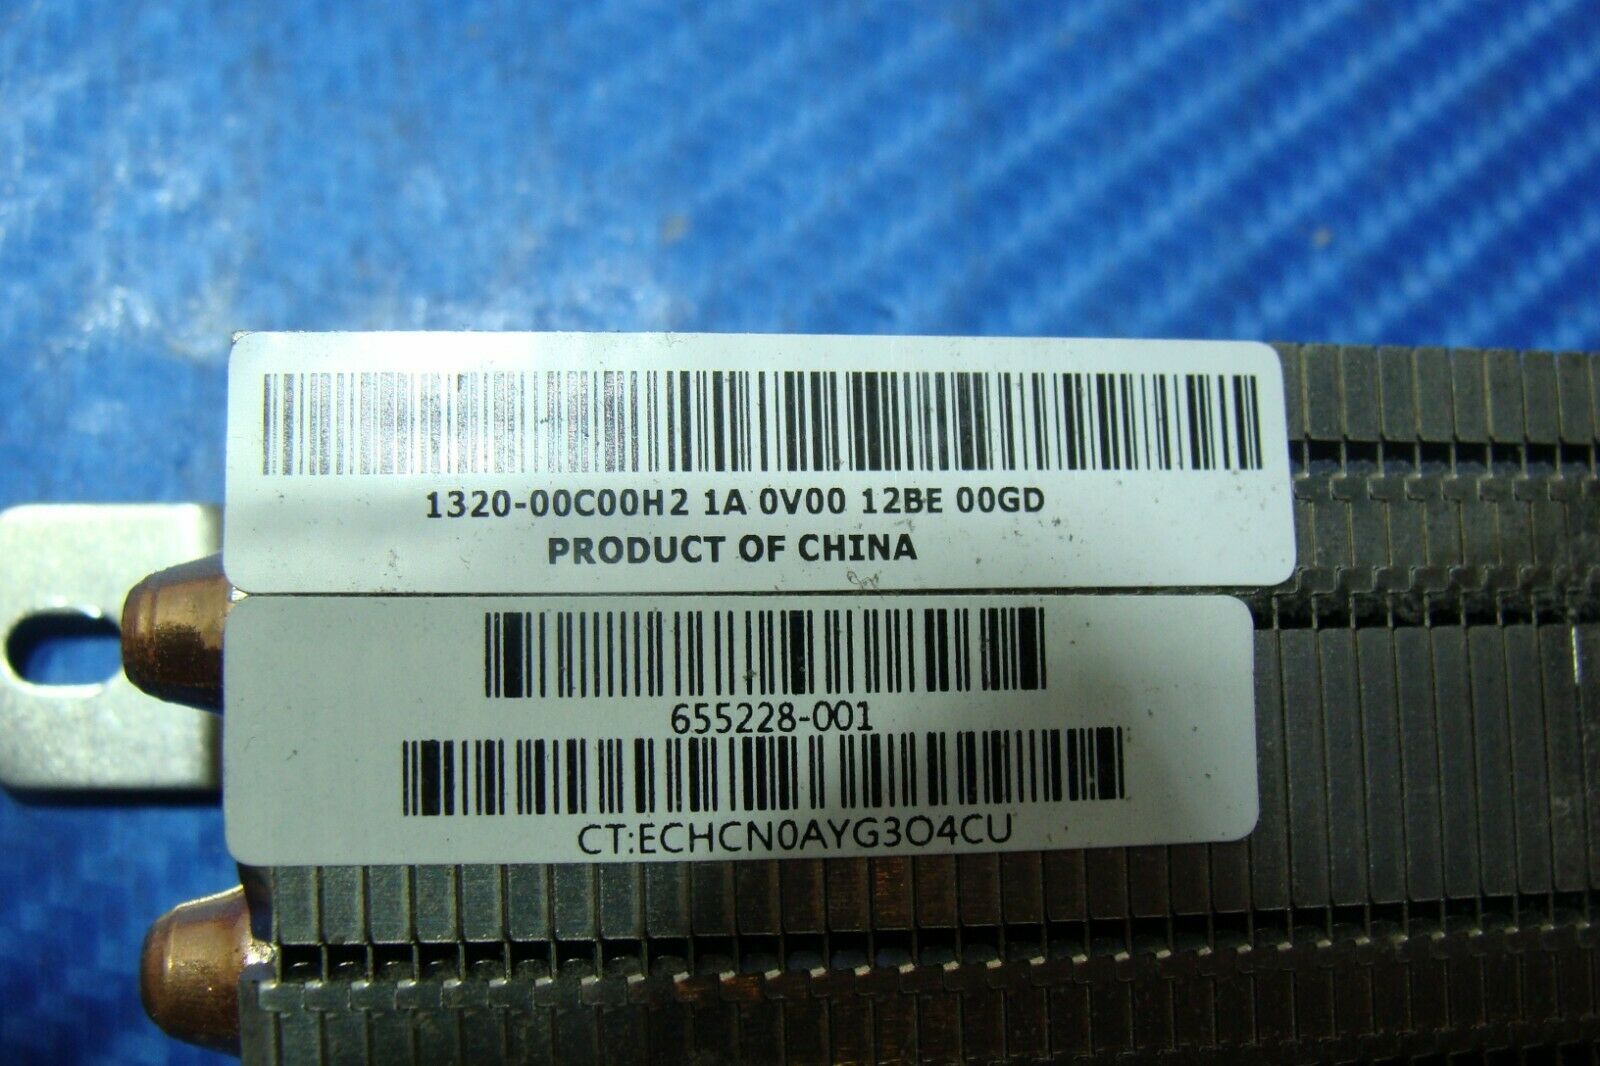 1320-00C00H2 1A 0V00 12BE 00GD
PRODUCT OF CHINA
655228-001
CT:ECHCN0AYG3O4CU